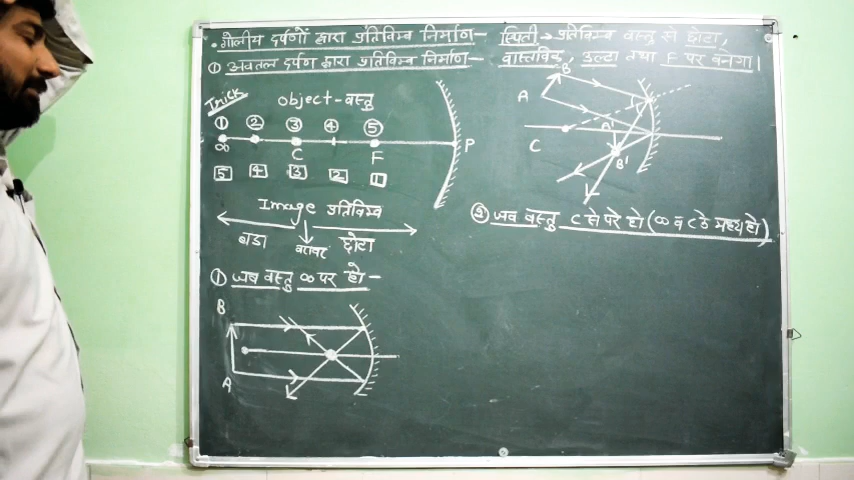 • गोलीय दर्पणों द्वारा प्रतिबिम्ब निर्माण-
① अवतल दर्पण द्वारा प्रतिबिम्ब निर्माण-
Trick
object-वस्तु
① ② ③ ④ ⑤
∞ C F P
5 4 3 2 1
Image प्रतिबिम्ब
बडा बराबर छोटा
① जब वस्तु ∞ पर हो-
B
A
स्थिती→ प्रतिबिम्ब वस्तु से छोटा,
वास्तविक, उल्टा तथा F पर बनेगा।
B
A
C A'
B'
② जब वस्तु C से परे हो (∞ व C के मध्य हो)